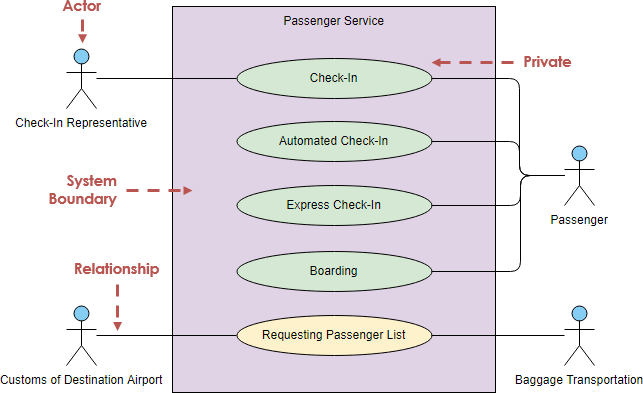 Actor
Passenger Service
Check-In
Private
Check-In Representative
Automated Check-In
System
Boundary
Express Check-In
Passenger
Relationship
Boarding
Requesting Passenger List
Customs of Destination Airport
Baggage Transportation